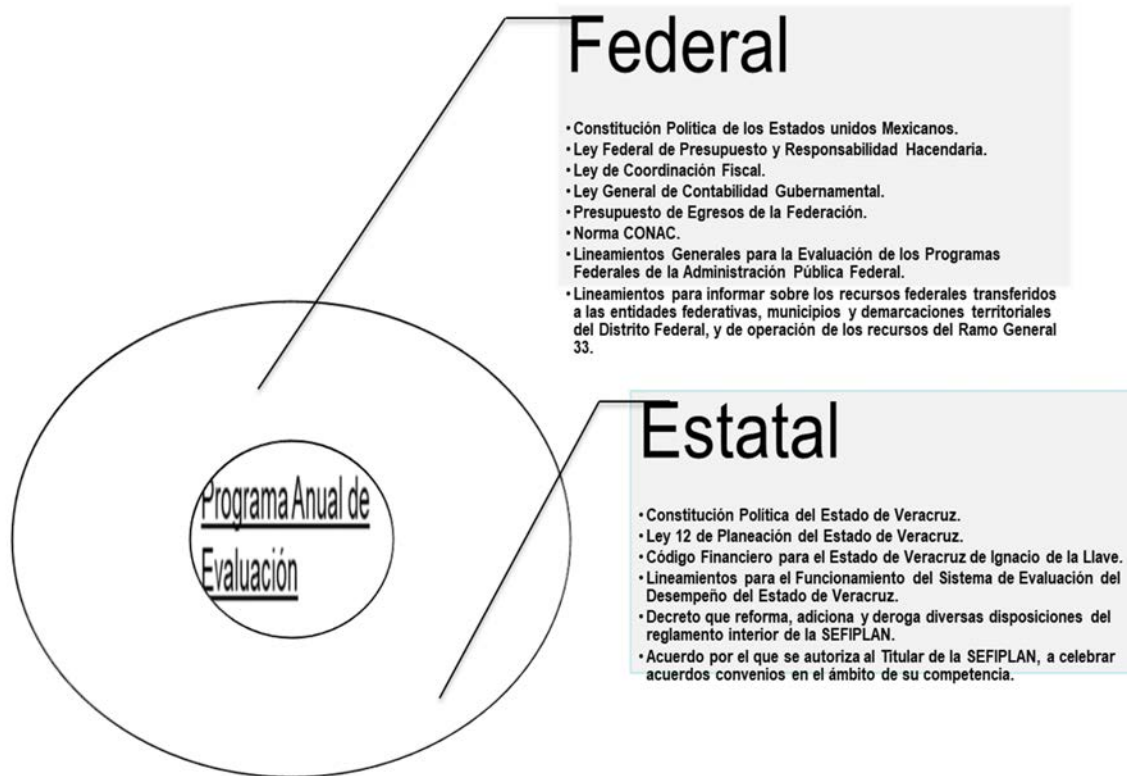 Federal
• Constitución Política de los Estados unidos Mexicanos.
• Ley Federal de Presupuesto y Responsabilidad Hacendaria.
• Ley de Coordinación Fiscal.
• Ley General de Contabilidad Gubernamental.
• Presupuesto de Egresos de la Federación.
• Norma CONAC.
• Lineamientos Generales para la Evaluación de los Programas
Federales de la Administración Pública Federal.
• Lineamientos para informar sobre los recursos federales transferidos
a las entidades federativas, municipios y demarcaciones territoriales
del Distrito Federal, y de operación de los recursos del Ramo General
33.
Estatal
• Constitución Política del Estado de Veracruz.
• Ley 12 de Planeación del Estado de Veracruz.
• Código Financiero para el Estado de Veracruz de Ignacio de la Llave.
• Lineamientos para el Funcionamiento del Sistema de Evaluación del
Desempeño del Estado de Veracruz.
• Decreto que reforma, adiciona y deroga diversas disposiciones del
reglamento interior de la SEFIPLAN.
• Acuerdo por el que se autoriza al Titular de la SEFIPLAN, a celebrar
acuerdos convenios en el ámbito de su competencia.
Programa Anual de
Evaluación